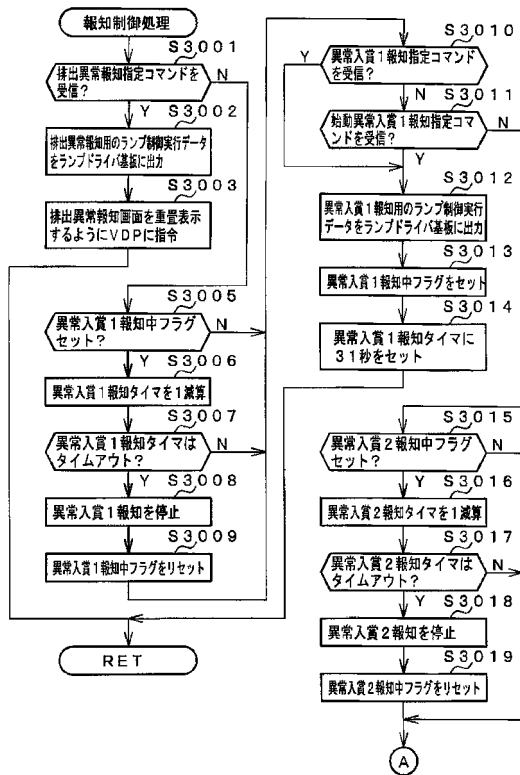 報知制御処理
S3001
排出異常報知指定コマンドを
受信？
N
Y
S3002
排出異常報知用のランプ制御実行データ
をランプドライバ基板に出力
S3003
排出異常報知画面を重畳表示
するようにVDPに指令
S3005
異常入賞1報知中フラグ
セット？
N
Y
S3006
異常入賞1報知タイマを1減算
S3007
異常入賞1報知タイマは
タイムアウト？
N
Y
S3008
異常入賞1報知を停止
S3009
異常入賞1報知中フラグをリセット
RET
S3010
異常入賞1報知指定コマンド
を受信？
Y
N
S3011
始動異常入賞1報知指定コマ
ンドを受信？
N
Y
S3012
異常入賞1報知用のランプ制御実行
データをランプドライバ基板に出力
S3013
異常入賞1報知中フラグをセット
S3014
異常入賞1報知タイマに
31秒をセット
S3015
異常入賞2報知中フラグ
セット？
N
Y
S3016
異常入賞2報知タイマを1減算
S3017
異常入賞2報知タイマは
タイムアウト？
N
Y
S3018
異常入賞2報知を停止
S3019
異常入賞2報知中フラグをリセット
A